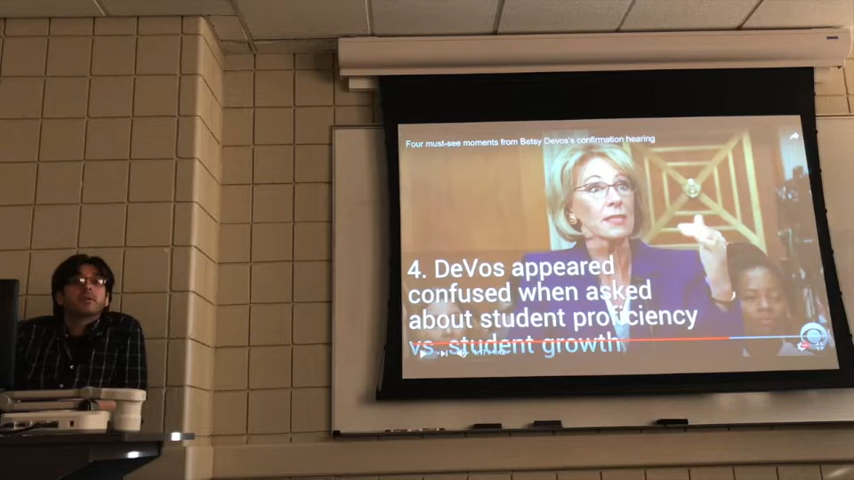 Four must-see moments from Betsy Devos's confirmation hearing
4. DeVos appeared
confused when asked
about student proficiency
vs. student growth